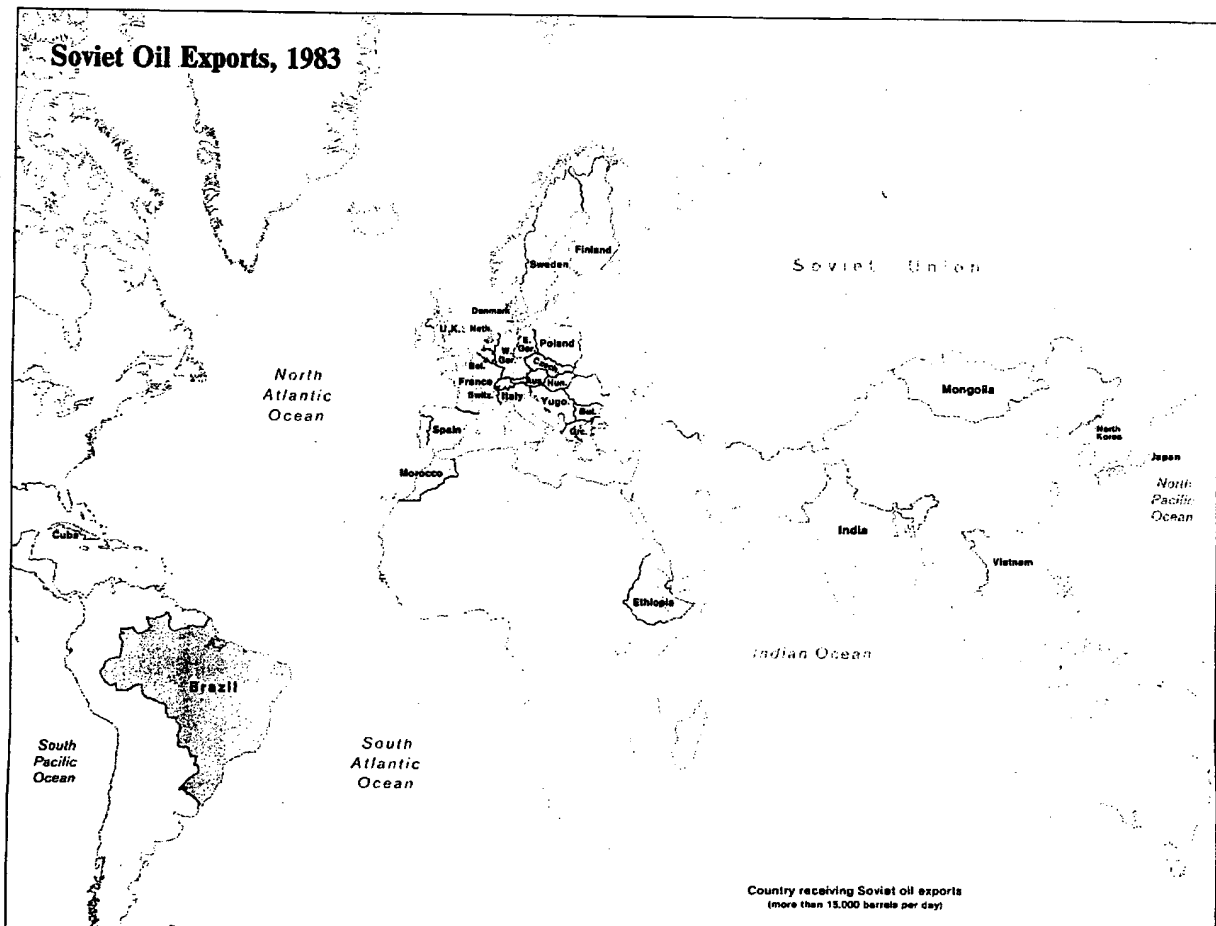 Soviet Oil Exports, 1983
Finland
Sweden
Soviet Union
Denmark
U.K.
Neth.
E.
Ger.
Poland
W.
Ger.
Bel.
Czech.
France
Aus.
Hun.
Switz.
Italy
Yugo.
Bul.
Grc.
Spain
Morocco
North
Atlantic
Ocean
Mongolia
North
Korea
Japan
North
Pacific
Ocean
Cuba
India
Vietnam
Ethiopia
Indian Ocean
Brazil
South
Pacific
Ocean
South
Atlantic
Ocean
Country receiving Soviet oil exports
(more than 15,000 barrels per day)